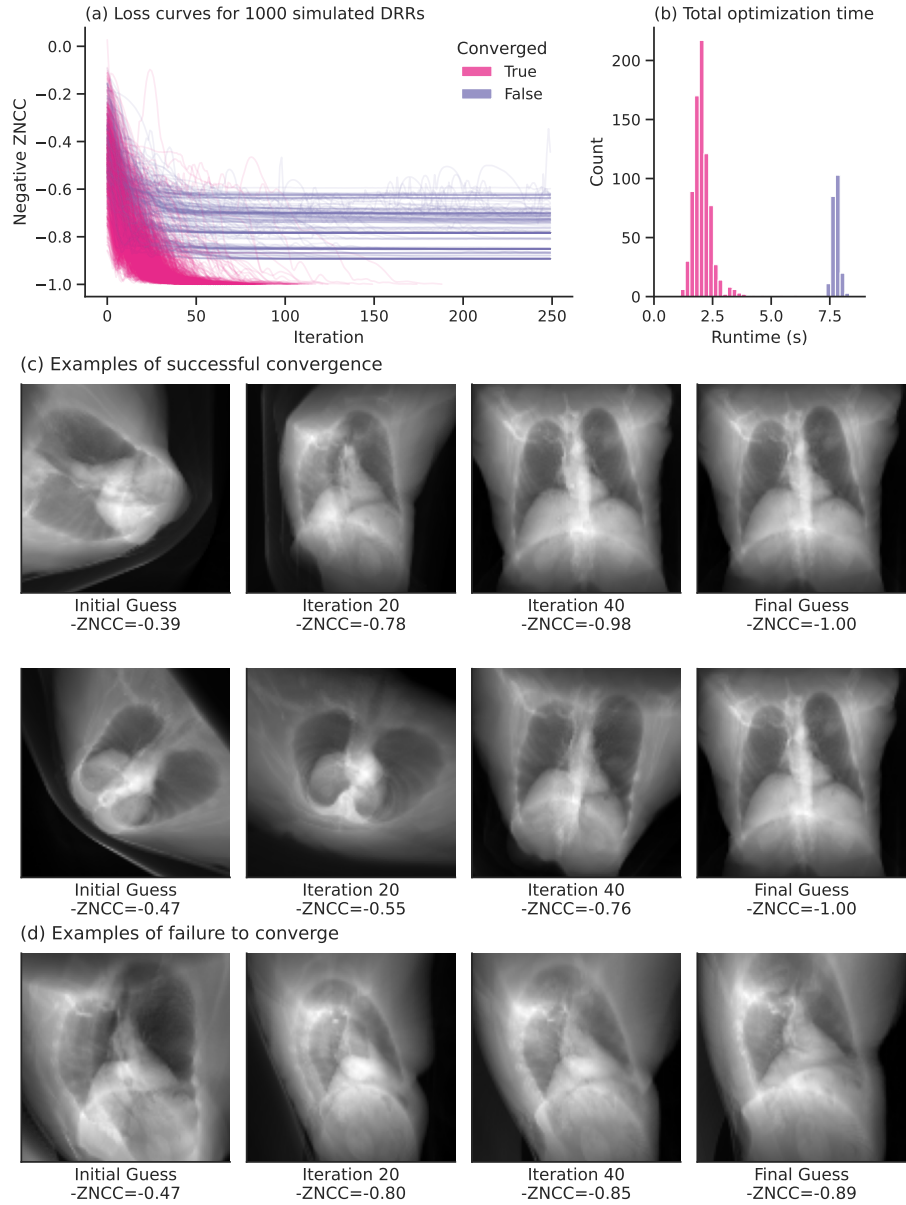 (a) Loss curves for 1000 simulated DRRs
Negative ZNCC
0.0
−0.2
−0.4
−0.6
−0.8
−1.0
0
50
100
150
200
250
Iteration
Converged
True
False
(b) Total optimization time
Count
200
150
100
50
0
0.0
2.5
5.0
7.5
Runtime (s)
(c) Examples of successful convergence
Initial Guess
-ZNCC=-0.39
Iteration 20
-ZNCC=-0.78
Iteration 40
-ZNCC=-0.98
Final Guess
-ZNCC=-1.00
Initial Guess
-ZNCC=-0.47
Iteration 20
-ZNCC=-0.55
Iteration 40
-ZNCC=-0.76
Final Guess
-ZNCC=-1.00
(d) Examples of failure to converge
Initial Guess
-ZNCC=-0.47
Iteration 20
-ZNCC=-0.80
Iteration 40
-ZNCC=-0.85
Final Guess
-ZNCC=-0.89